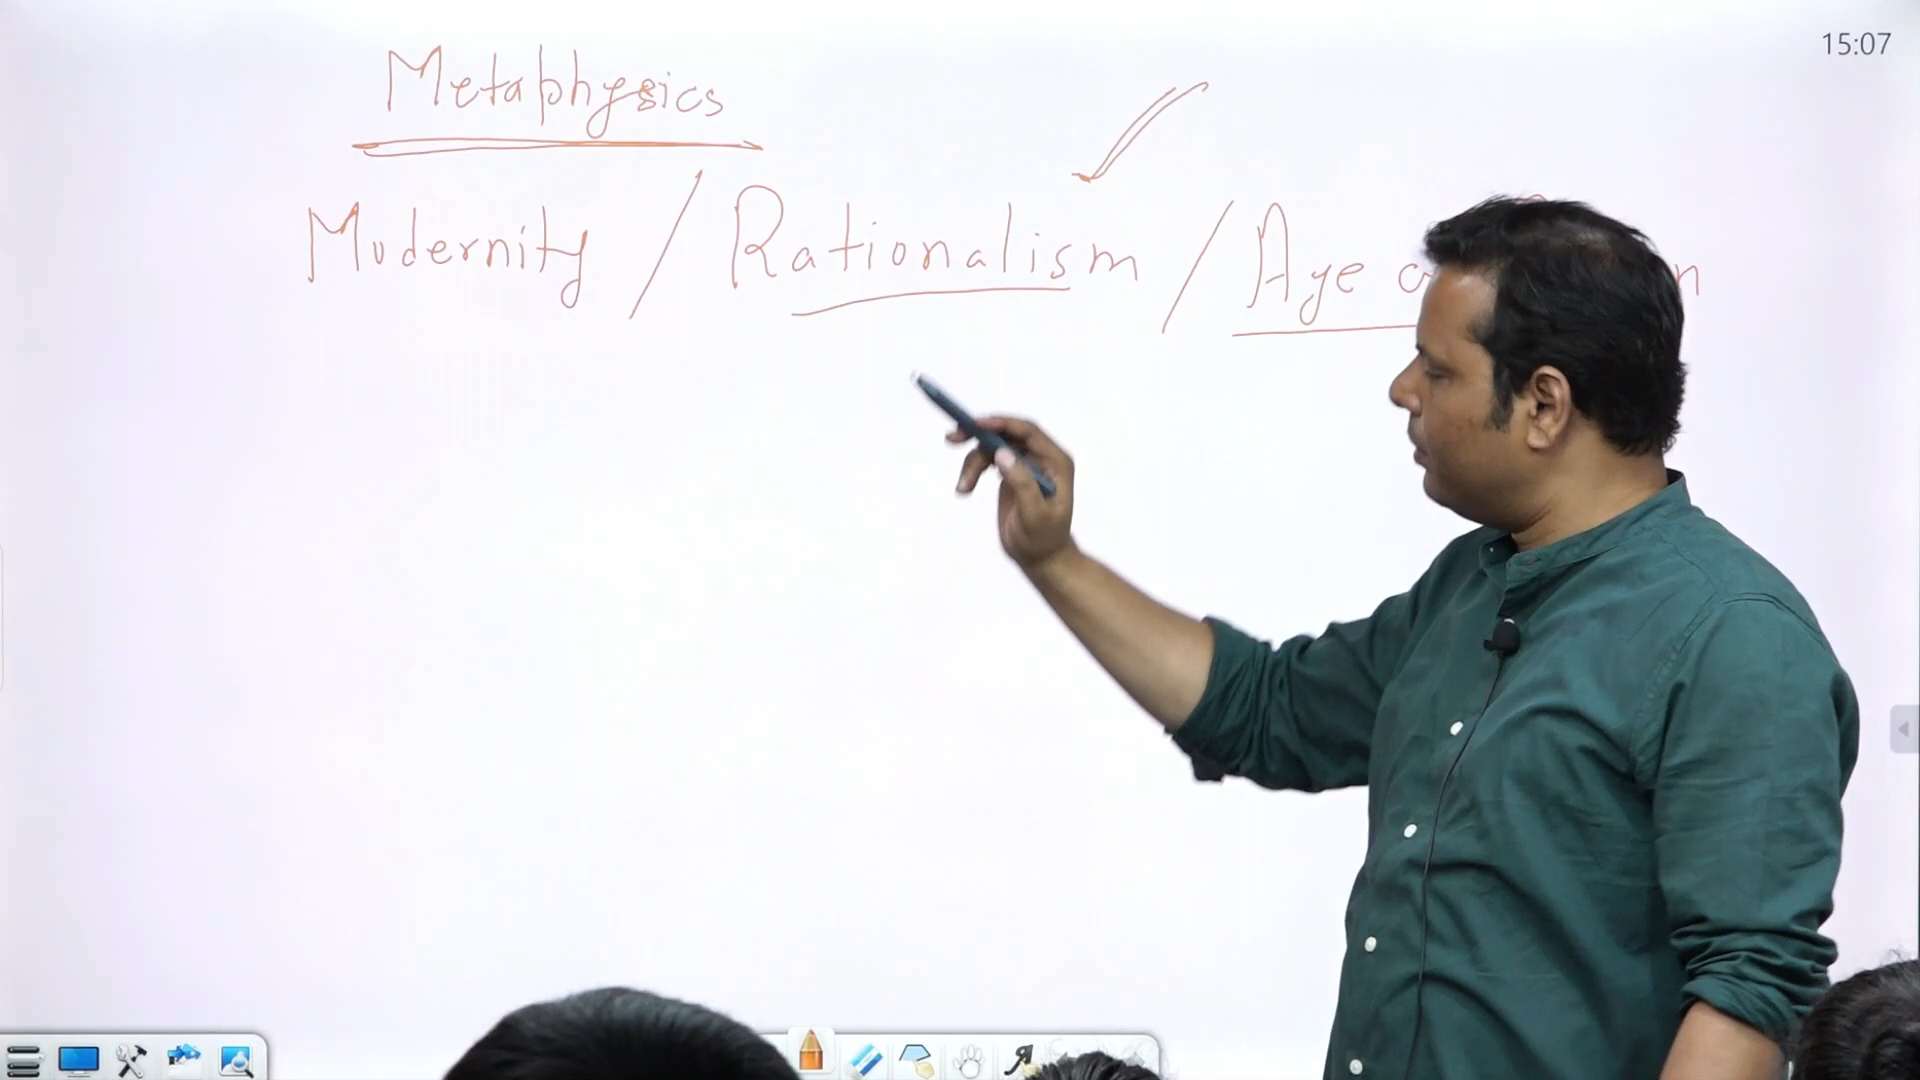 15:07
Metaphysics
Modernity / Rationalism / Age